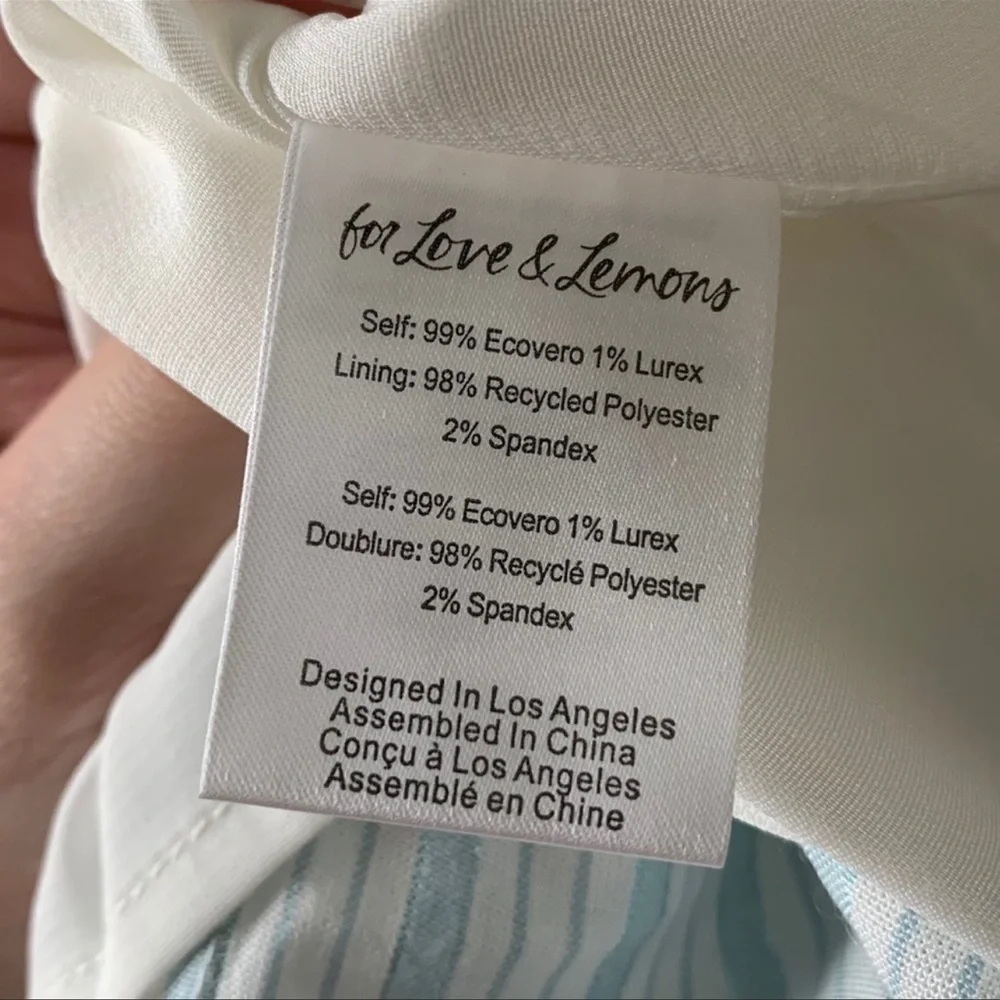 for Love & Lemons
Self: 99% Ecovero 1% Lurex
Lining: 98% Recycled Polyester
2% Spandex
Self: 99% Ecovero 1% Lurex
Doublure: 98% Recyclé Polyester
2% Spandex
Designed In Los Angeles
Assembled In China
Conçu à Los Angeles
Assemblé en Chine